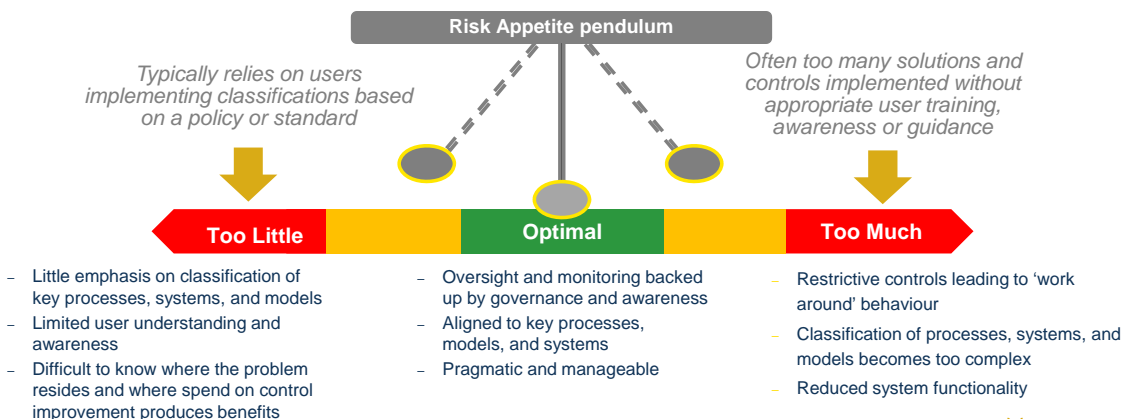 Risk Appetite pendulum
Typically relies on users
implementing classifications based
on a policy or standard
Often too many solutions and
controls implemented without
appropriate user training,
awareness or guidance
Too Little
Optimal
Too Much
– Little emphasis on classification of
key processes, systems, and models
– Limited user understanding and
awareness
– Difficult to know where the problem
resides and where spend on control
improvement produces benefits
– Oversight and monitoring backed
up by governance and awareness
– Aligned to key processes,
models, and systems
– Pragmatic and manageable
– Restrictive controls leading to ‘work
around’ behaviour
– Classification of processes, systems, and
models becomes too complex
– Reduced system functionality